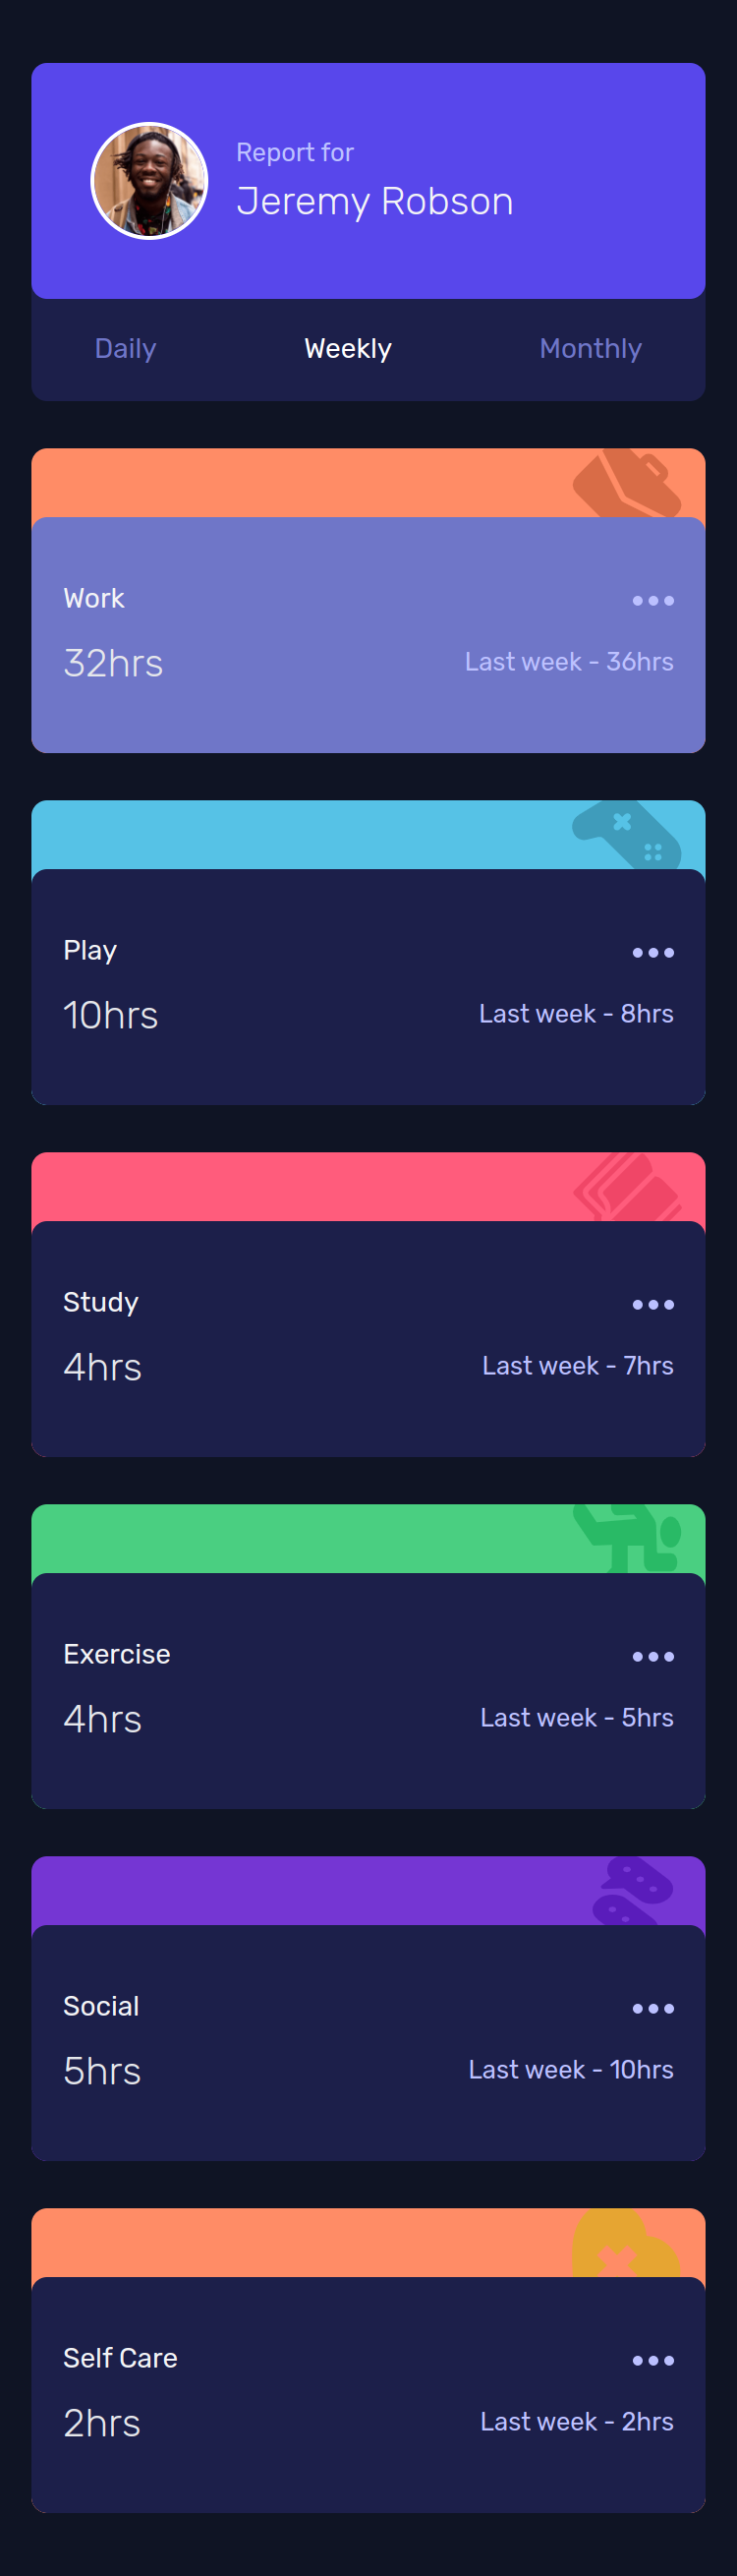 Report for
Jeremy Robson
Daily Weekly Monthly
Work
32hrs Last week - 36hrs
Play
10hrs Last week - 8hrs
Study
4hrs Last week - 7hrs
Exercise
4hrs Last week - 5hrs
Social
5hrs Last week - 10hrs
Self Care
2hrs Last week - 2hrs